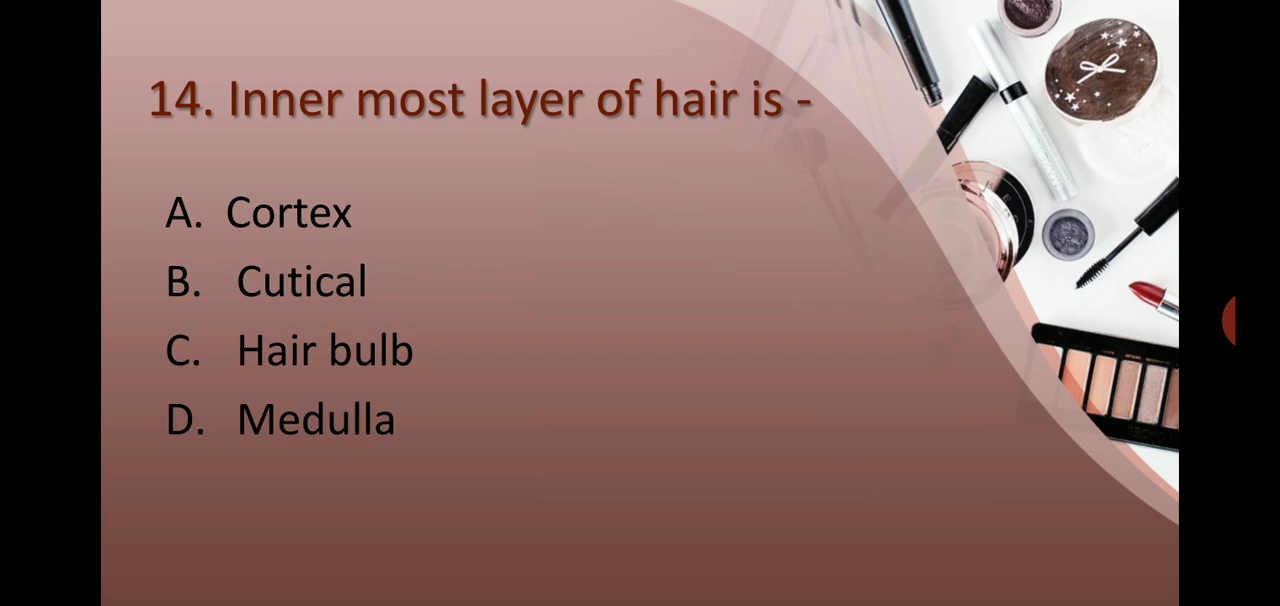 14. Inner most layer of hair is -
A. Cortex
B. Cutical
C. Hair bulb
D. Medulla